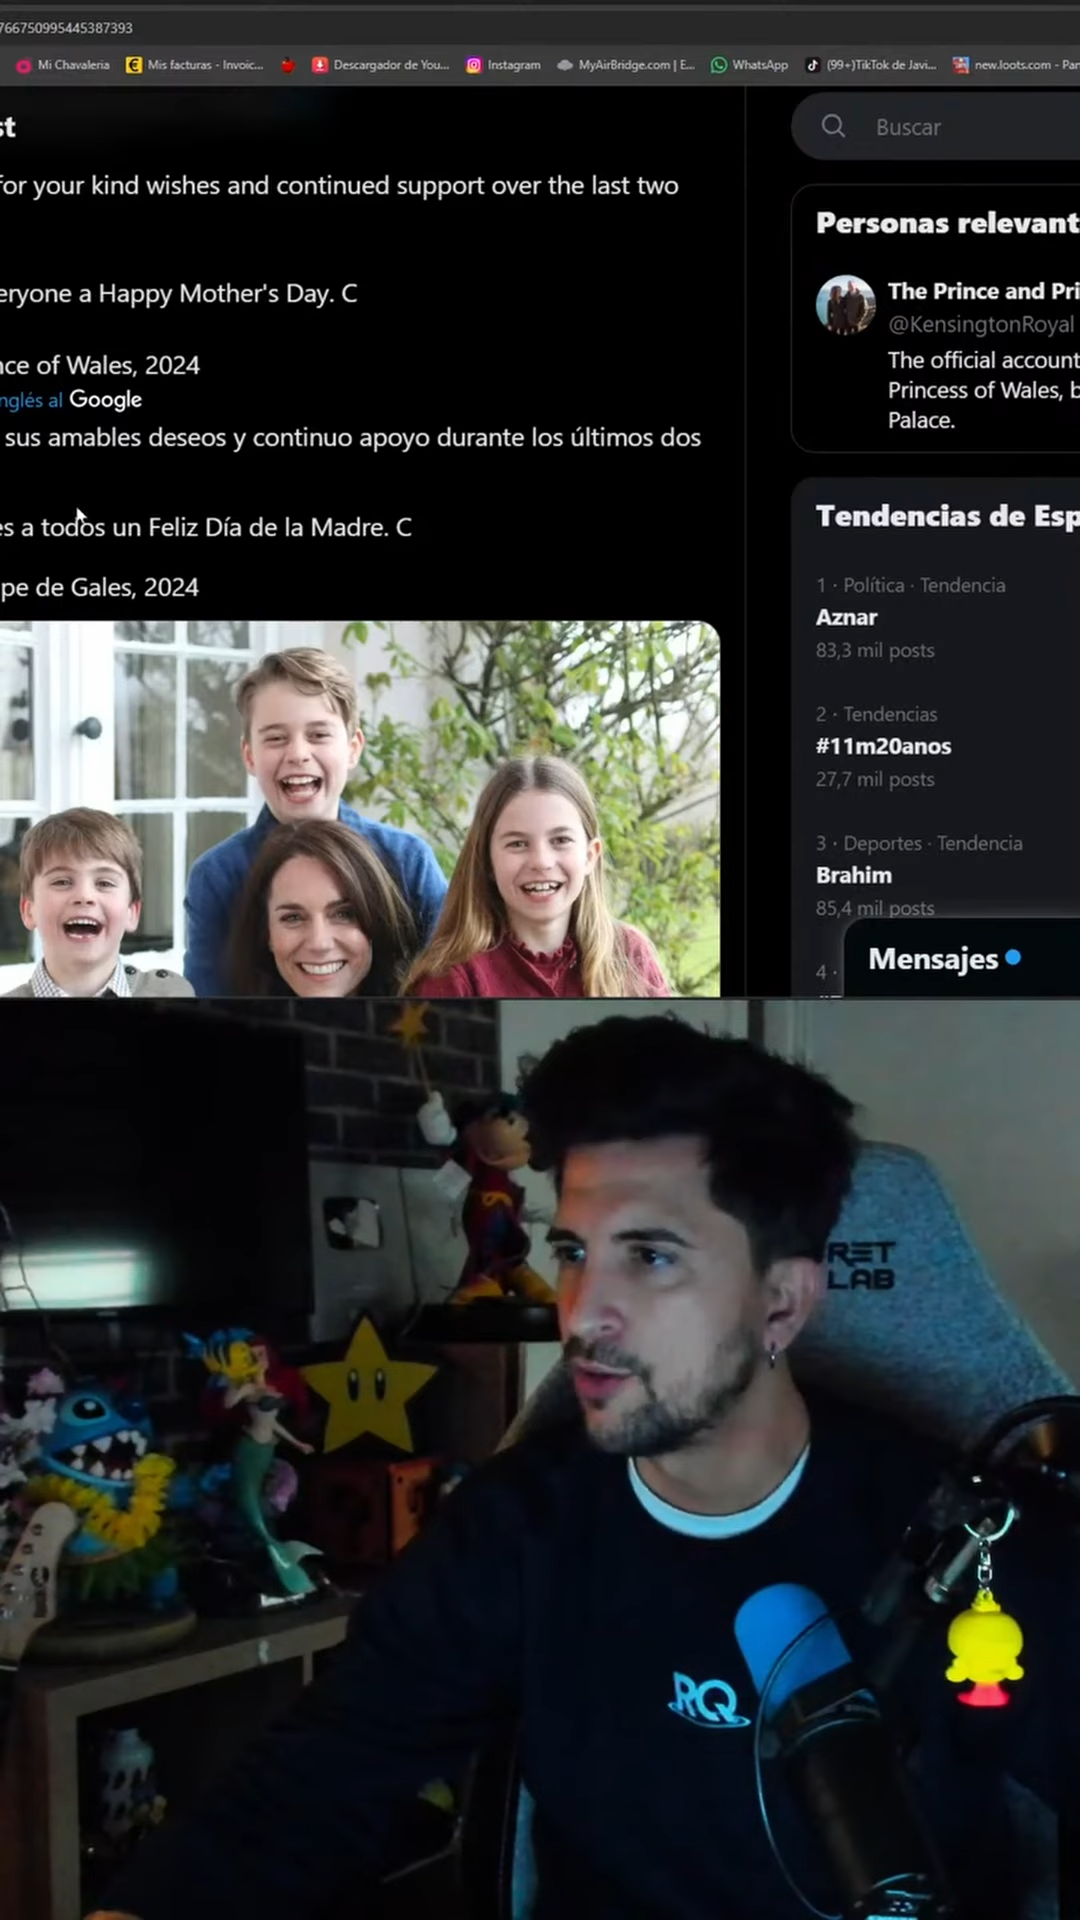 766750995445387393
Mi Chavaleria
Mis facturas - Invoic...
Descargador de You...
Instagram
MyAirBridge.com | E...
WhatsApp
(99+)TikTok de Javi...
new.loots.com - Pan
st
for your kind wishes and continued support over the last two
eryone a Happy Mother's Day. C
nce of Wales, 2024
nglés al Google
sus amables deseos y continuo apoyo durante los últimos dos
es a todos un Feliz Día de la Madre. C
pe de Gales, 2024
Buscar
Personas relevant
The Prince and Pri
@KensingtonRoyal
The official account
Princess of Wales, b
Palace.
Tendencias de Esp
1 · Política · Tendencia
Aznar
83,3 mil posts
2 · Tendencias
#11m20anos
27,7 mil posts
3 · Deportes · Tendencia
Brahim
85,4 mil posts
4 ·
Mensajes
RET
LAB
RQ